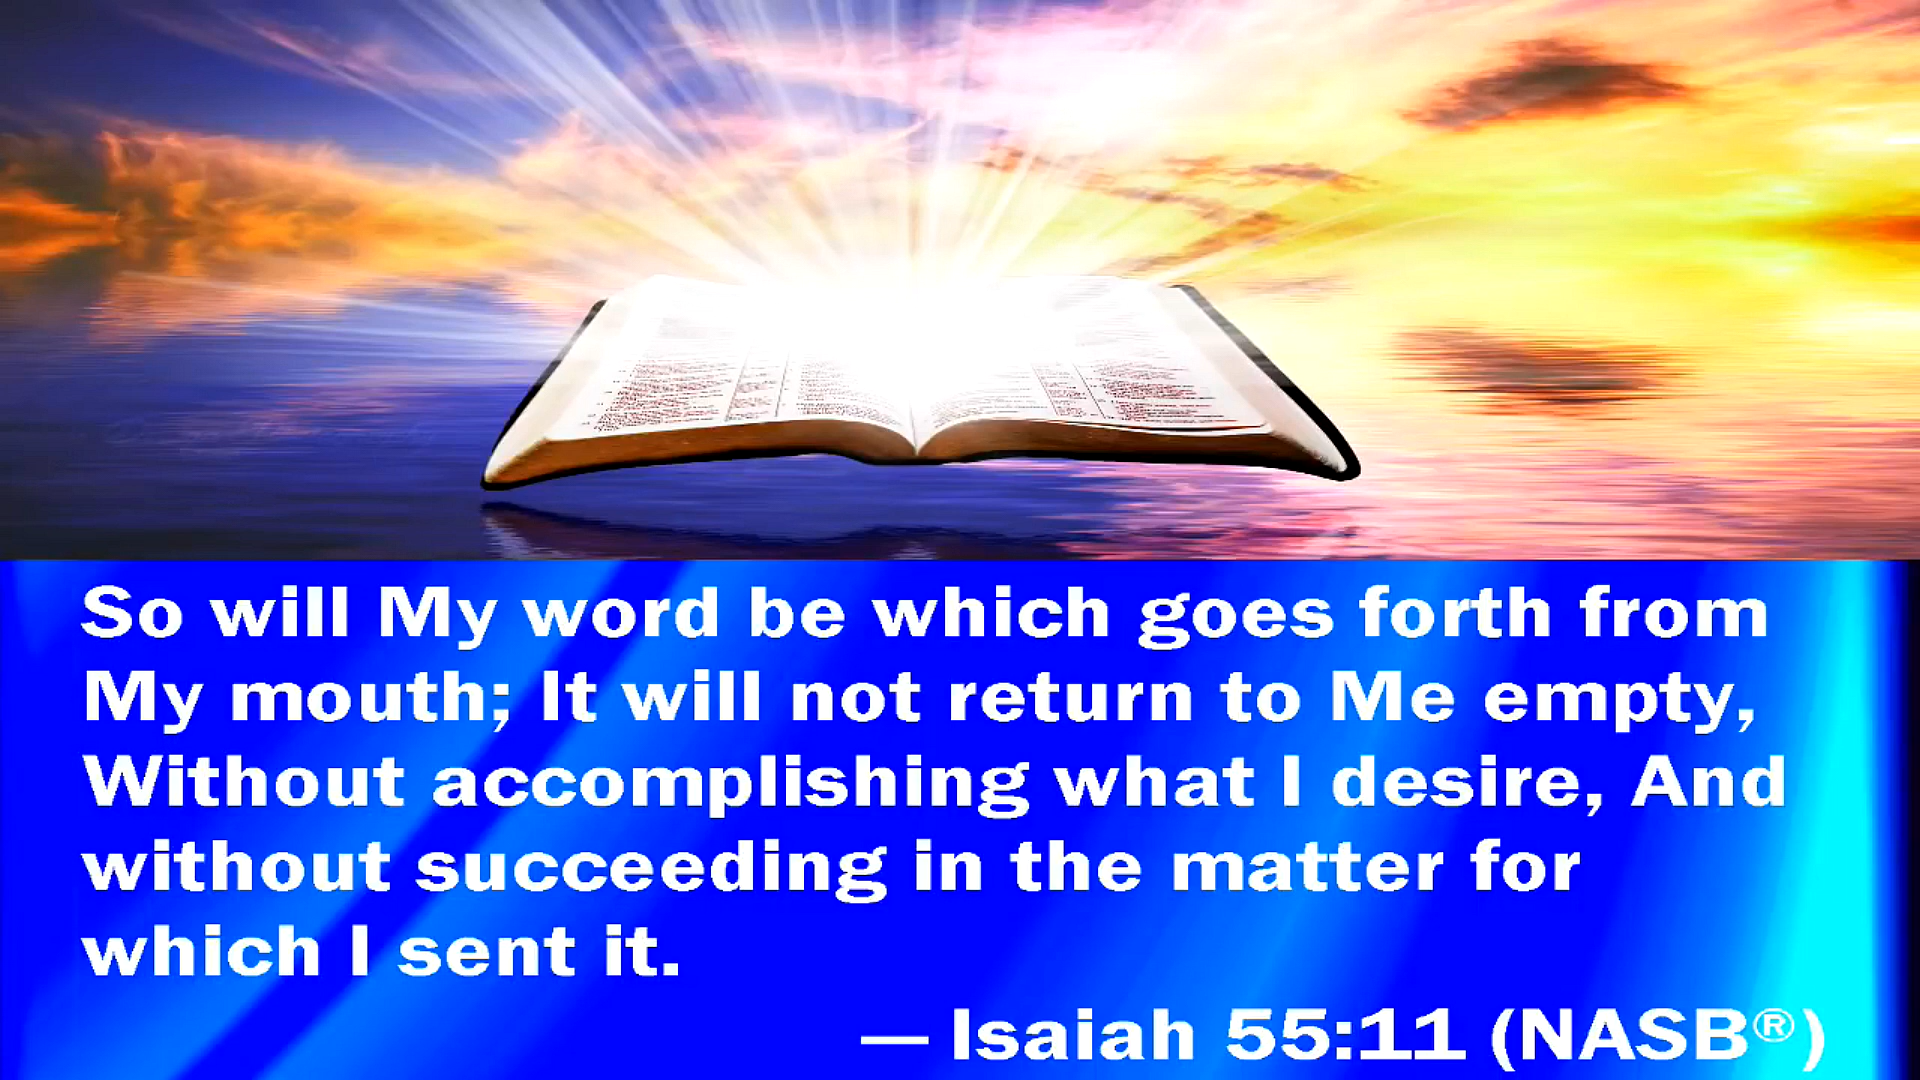 So will My word be which goes forth from
My mouth; It will not return to Me empty,
Without accomplishing what I desire, And
without succeeding in the matter for
which I sent it.
— Isaiah 55:11 (NASB®)